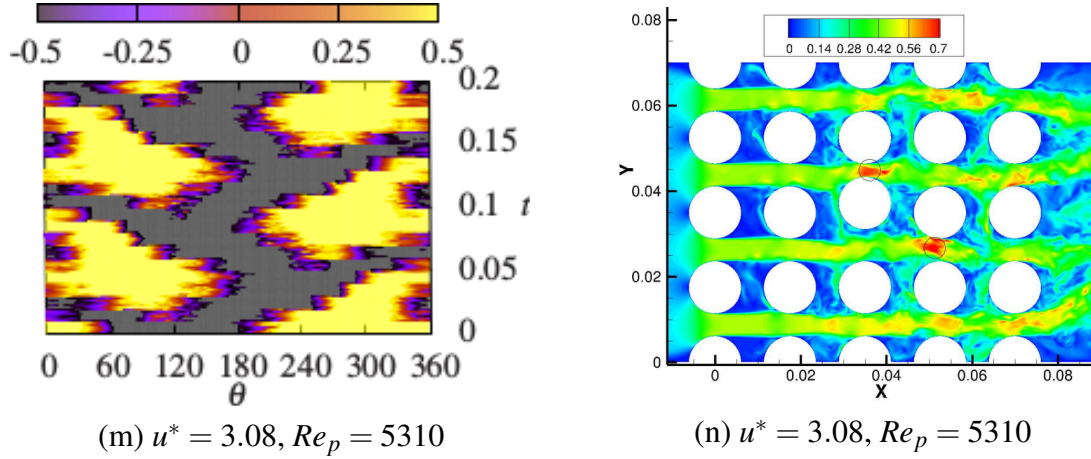 -0.5 -0.25 0 0.25 0.5
0.2
0.15
0.1 t
0.05
0
0 60 120 180 240 300 360
θ
(m) u* = 3.08, Re_p = 5310
0 0.14 0.28 0.42 0.56 0.7
0.08
0.06
Y
0.04
0.02
0
0 0.02 0.04 0.06 0.08
X
(n) u* = 3.08, Re_p = 5310